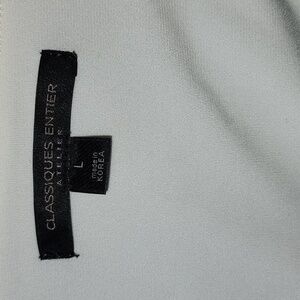 CLASSIQUES ENTIER
ATELIER
L
made in
KOREA